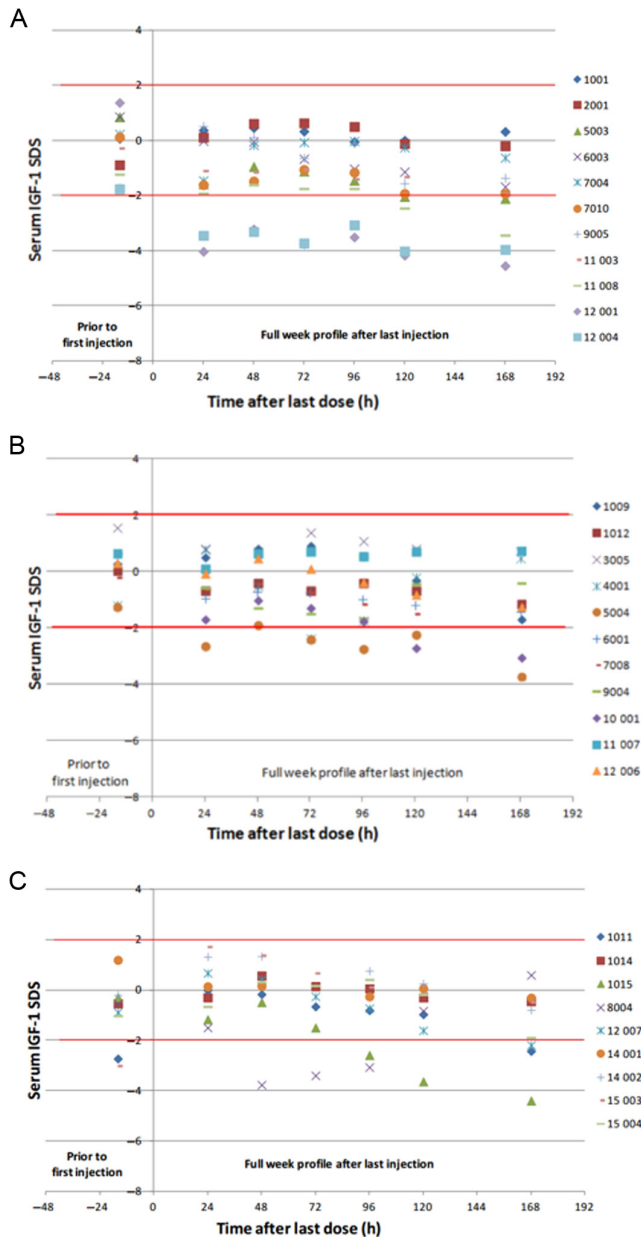 A
4
2
0
−2
−4
−6
−8
Serum IGF-1 SDS
Prior to
first injection
Full week profile after last injection
−48 −24 0 24 48 72 96 120 144 168 192
Time after last dose (h)
1001
2001
5003
6003
7004
7010
9005
11 003
11 008
12 001
12 004
B
4
2
0
−2
−4
−6
−8
Serum IGF-1 SDS
Prior to
first injection
Full week profile after last injection
−48 −24 0 24 48 72 96 120 144 168 192
Time after last dose (h)
1009
1012
3005
4001
5004
6001
7008
9004
10 001
11 007
12 006
C
4
2
0
−2
−4
−6
−8
Serum IGF-1 SDS
Prior to
first injection
Full week profile after last injection
−48 −24 0 24 48 72 96 120 144 168 192
Time after last dose (h)
1011
1014
1015
8004
12 007
14 001
14 002
15 003
15 004